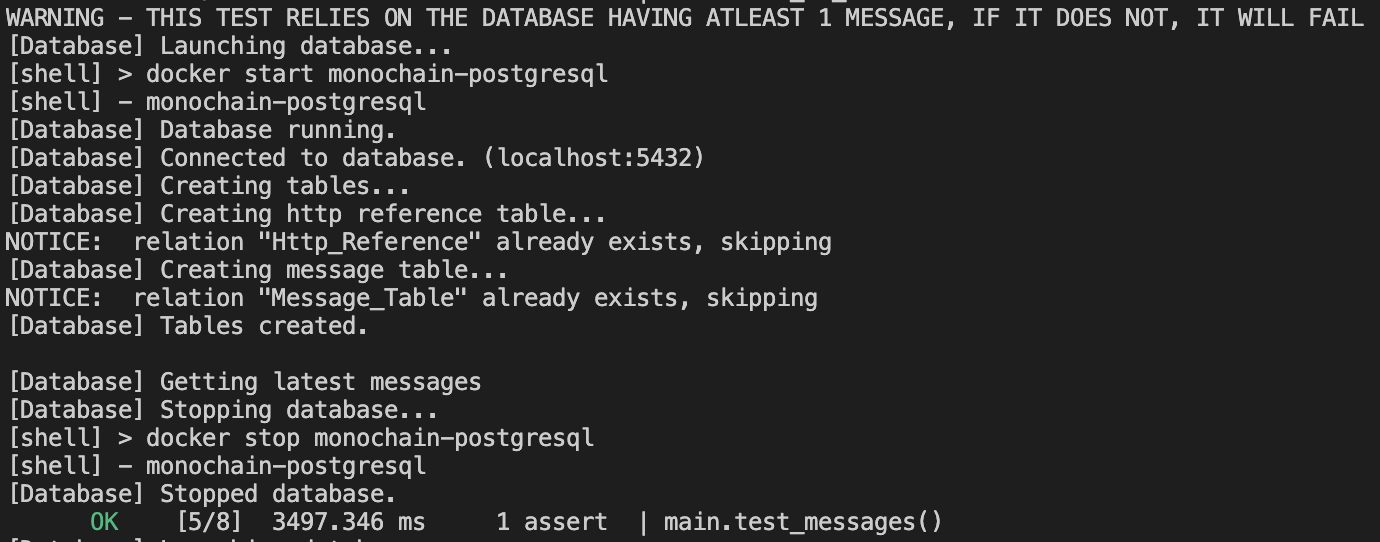 WARNING - THIS TEST RELIES ON THE DATABASE HAVING ATLEAST 1 MESSAGE, IF IT DOES NOT, IT WILL FAIL
[Database] Launching database...
[shell] > docker start monochain-postgresql
[shell] - monochain-postgresql
[Database] Database running.
[Database] Connected to database. (localhost:5432)
[Database] Creating tables...
[Database] Creating http reference table...
NOTICE:  relation "Http_Reference" already exists, skipping
[Database] Creating message table...
NOTICE:  relation "Message_Table" already exists, skipping
[Database] Tables created.
[Database] Getting latest messages
[Database] Stopping database...
[shell] > docker stop monochain-postgresql
[shell] - monochain-postgresql
[Database] Stopped database.
OK    [5/8]  3497.346 ms     1 assert  | main.test_messages()